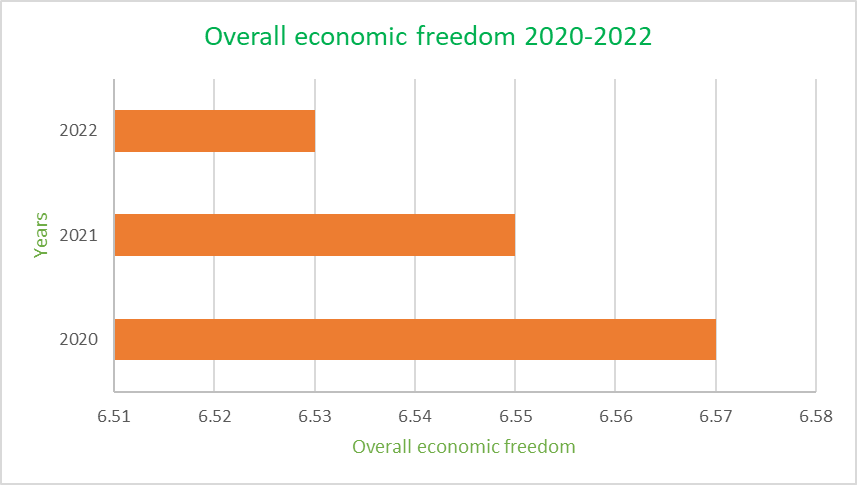 Overall economic freedom 2020-2022
2022
2021
2020
Years
6.51 6.52 6.53 6.54 6.55 6.56 6.57 6.58
Overall economic freedom